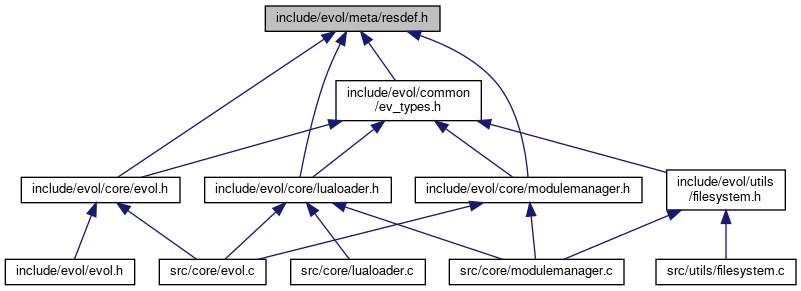 include/evol/meta/resdef.h
include/evol/common
/ev_types.h
include/evol/core/evol.h
include/evol/core/lualoader.h
include/evol/core/modulemanager.h
include/evol/utils
/filesystem.h
include/evol/evol.h
src/core/evol.c
src/core/lualoader.c
src/core/modulemanager.c
src/utils/filesystem.c